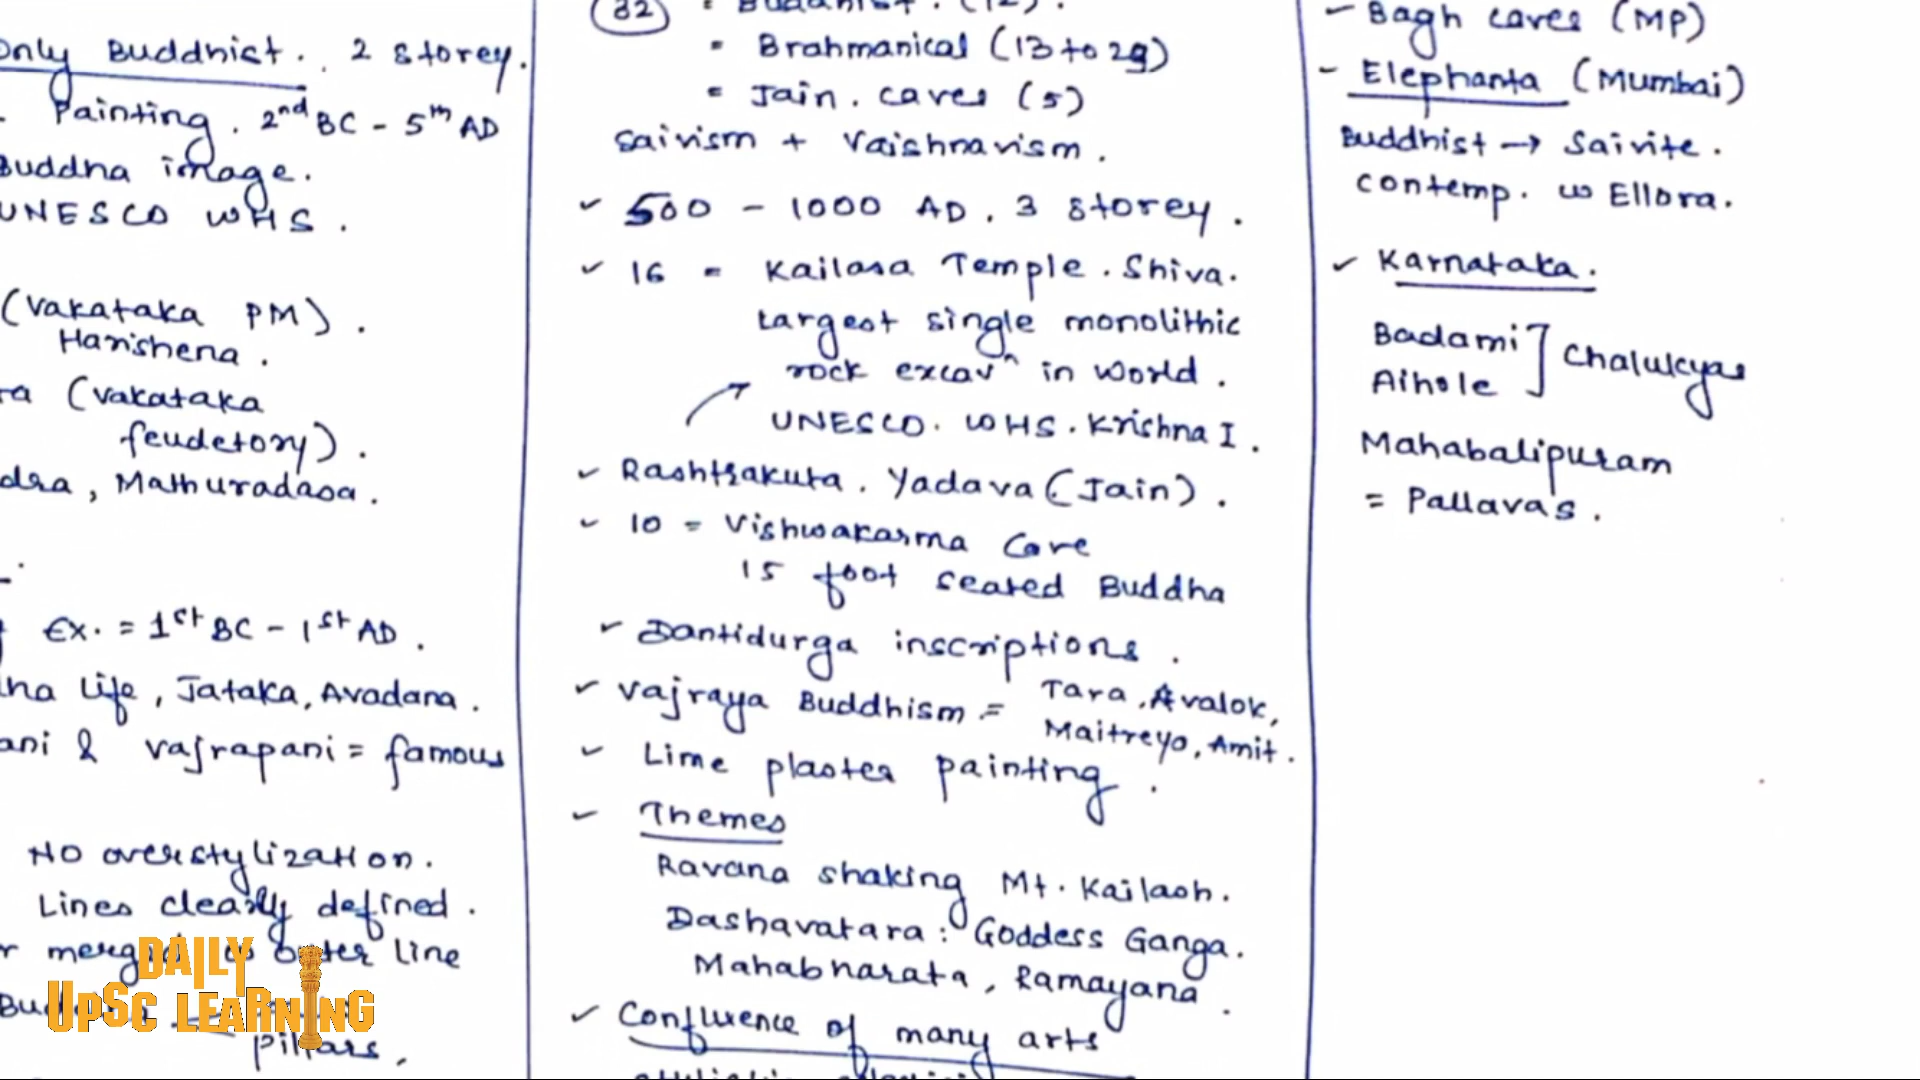 only Buddhist. 2 storey.
Painting. 2nd BC - 5th AD
Buddha image.
UNESCO WHS.
(Vakataka PM).
Harishena.
(Vakataka
feudetory).
, Mathuradasa.
Ex. = 1st BC - 1st AD.
life, Jataka, Avadana.
& vajrapani = famous
No overstylization.
Lines clearly defined.
merged outer line
pillars.
32
Brahmanical (13 to 29)
= Jain. caves (5)
Saivism + Vaishnavism.
500 - 1000 AD. 3 storey.
16 = Kailasa Temple. Shiva.
Largest single monolithic
rock excavn in world.
UNESCO. WHS. Krishna I.
Rashtrakuta. Yadava (Jain).
10 = Vishwakarma Cave
15 foot seated Buddha
Dantidurga inscriptions.
Vajraya Buddhism = Tara, Avalok,
Maitreya, Amit.
Lime plaster painting.
Themes
Ravana shaking Mt. Kailash.
Dashavatara: Goddess Ganga.
Mahabharata, Ramayana.
Confluence of many arts
- Bagh caves (MP)
- Elephanta (Mumbai)
Buddhist → Saivite.
contemp. w Ellora.
Karnataka.
Badami ] Chalukyas
Aihole
Mahabalipuram
= Pallavas.
DAILY
UPSC LEARNING